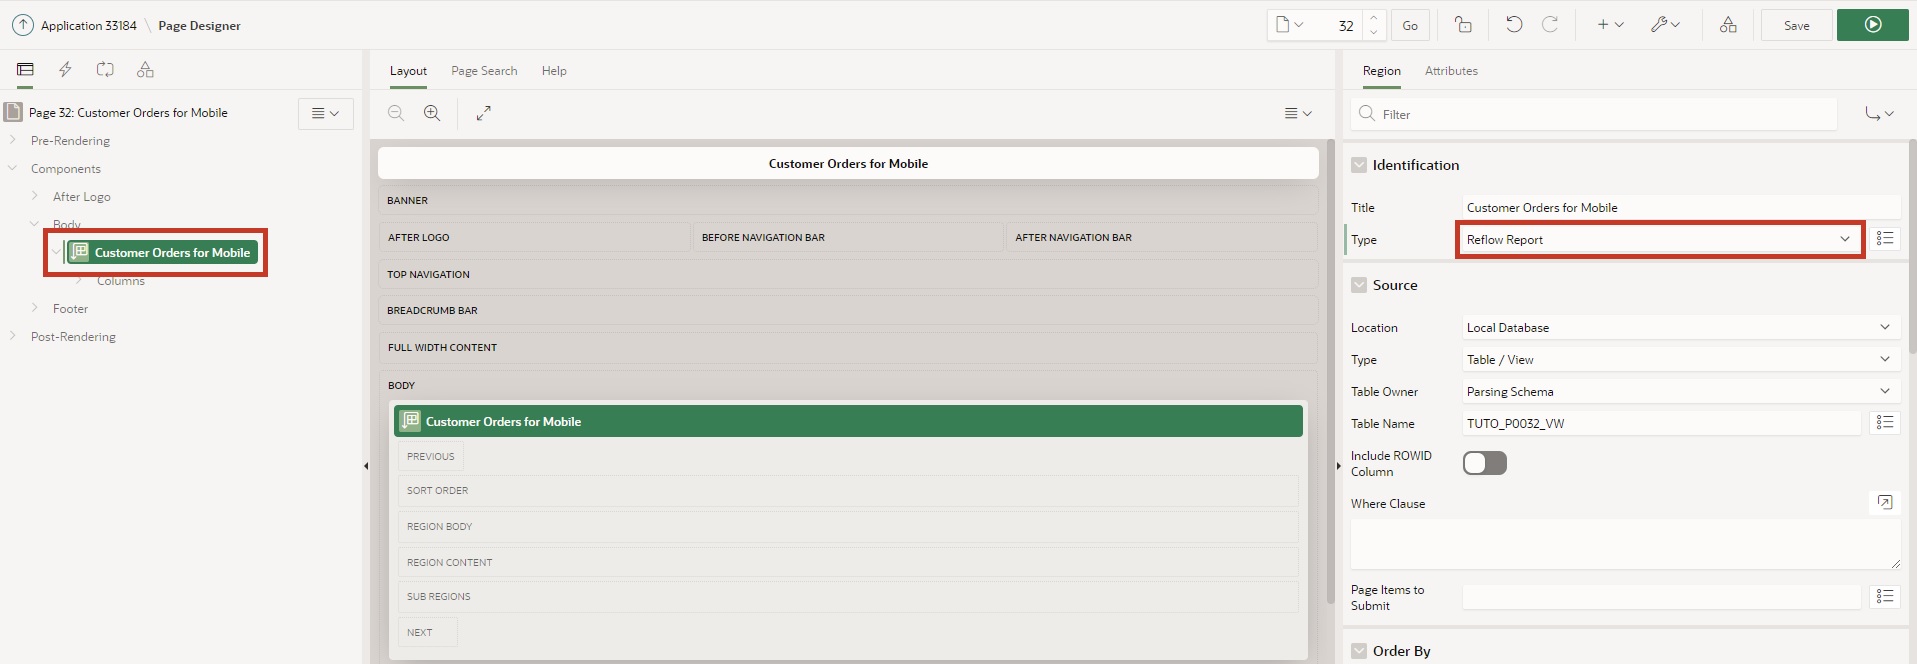 Application 33184 \ Page Designer
32
Go
Save
Page 32: Customer Orders for Mobile
Pre-Rendering
Components
After Logo
Body
Customer Orders for Mobile
Columns
Footer
Post-Rendering
Layout Page Search Help
Customer Orders for Mobile
BANNER
AFTER LOGO BEFORE NAVIGATION BAR AFTER NAVIGATION BAR
TOP NAVIGATION
BREADCRUMB BAR
FULL WIDTH CONTENT
BODY
Customer Orders for Mobile
PREVIOUS
SORT ORDER
REGION BODY
REGION CONTENT
SUB REGIONS
NEXT
Region Attributes
Filter
Identification
Title Customer Orders for Mobile
Type Reflow Report
Source
Location Local Database
Type Table / View
Table Owner Parsing Schema
Table Name TUTO_P0032_VW
Include ROWID
Column
Where Clause
Page Items to
Submit
Order By